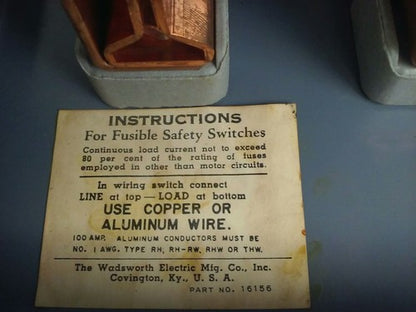 INSTRUCTIONS
For Fusible Safety Switches
Continuous load current not to exceed
80 per cent of the rating of fuses
employed in other than motor circuits.
In wiring switch connect
LINE at top — LOAD at bottom
USE COPPER OR
ALUMINUM WIRE.
100 AMP. ALUMINUM CONDUCTORS MUST BE
NO. 1 AWG. TYPE RH, RH-RW, RHW OR THW.
The Wadsworth Electric Mfg. Co., Inc.
Covington, Ky., U. S. A.
PART NO. 16156